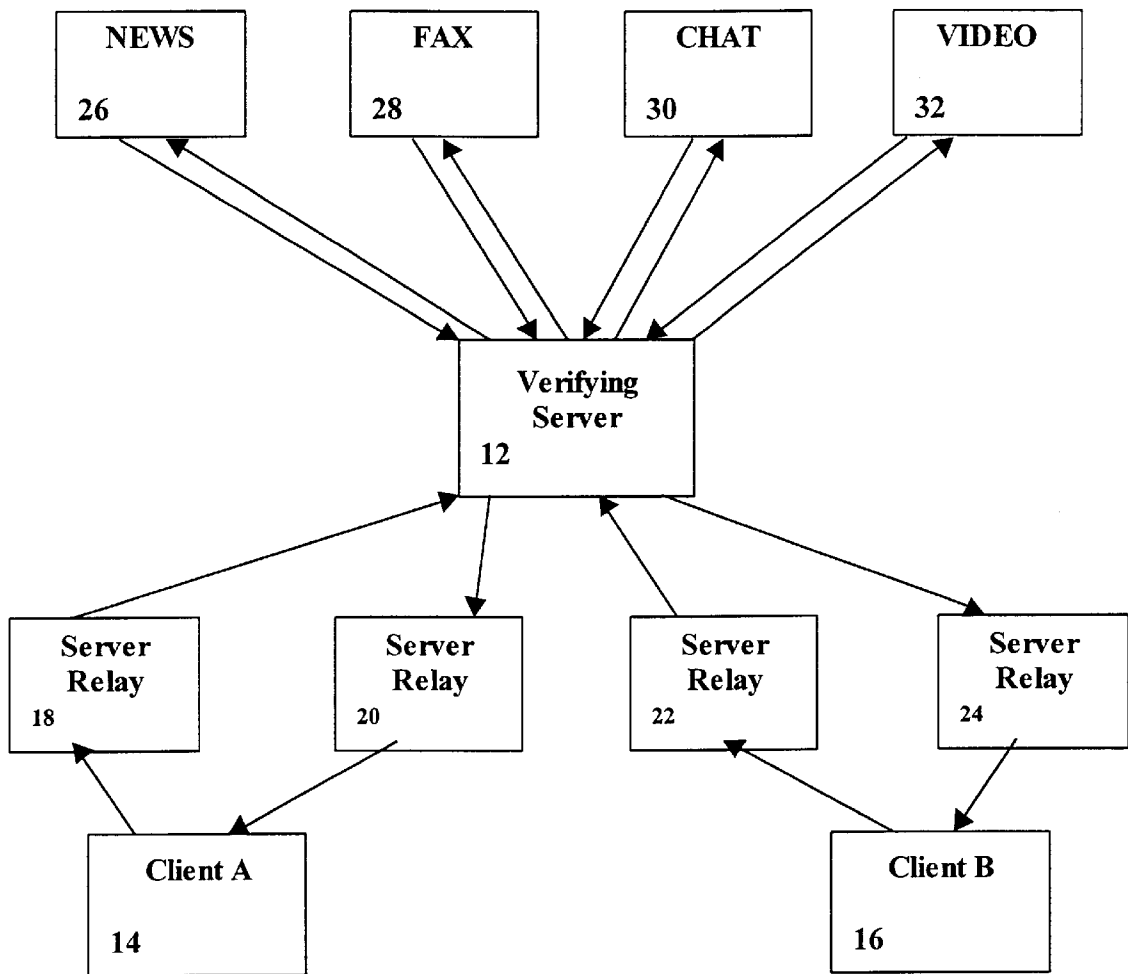 NEWS
26
FAX
28
CHAT
30
VIDEO
32
Verifying
Server
12
Server
Relay
18
Server
Relay
20
Server
Relay
22
Server
Relay
24
Client A
14
Client B
16